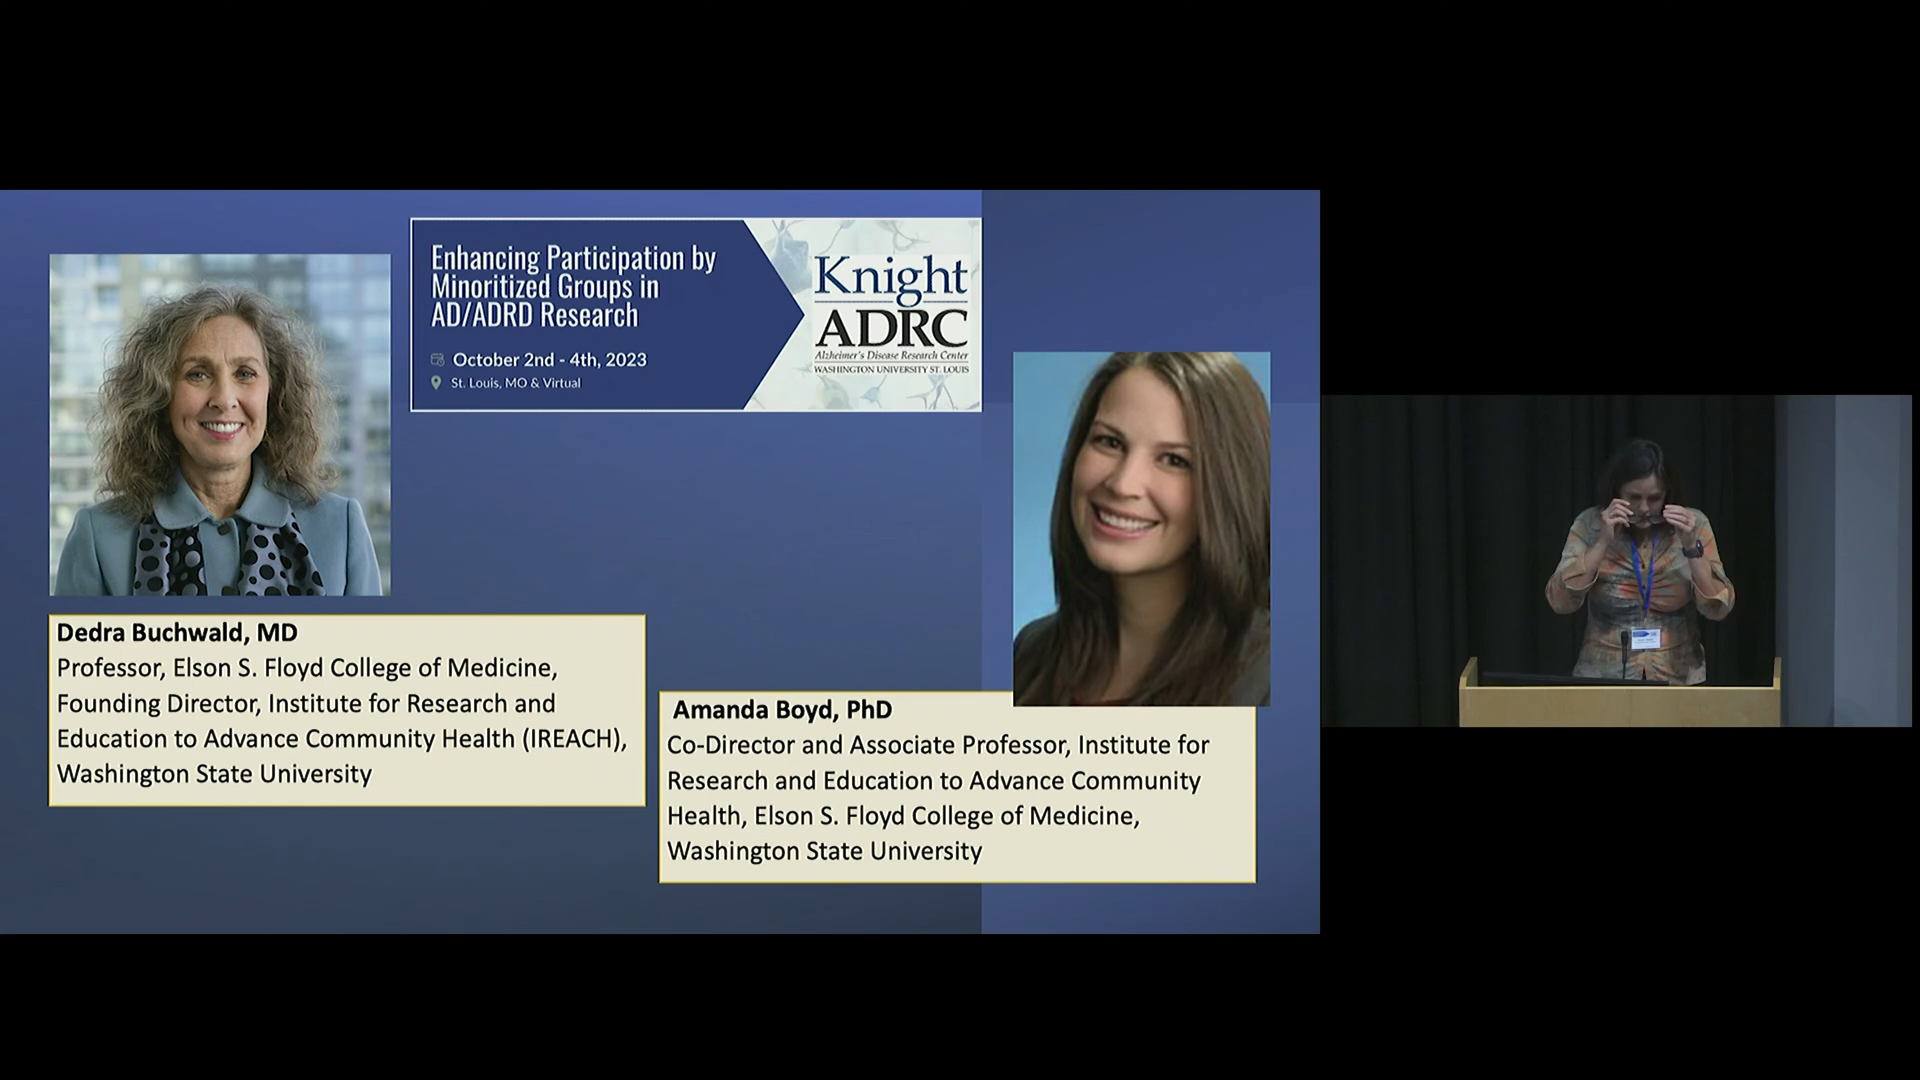 Enhancing Participation by
Minoritized Groups in
AD/ADRD Research
October 2nd - 4th, 2023
St. Louis, MO & Virtual
Knight
ADRC
Alzheimer's Disease Research Center
WASHINGTON UNIVERSITY ST. LOUIS
Dedra Buchwald, MD
Professor, Elson S. Floyd College of Medicine,
Founding Director, Institute for Research and
Education to Advance Community Health (IREACH),
Washington State University
Amanda Boyd, PhD
Co-Director and Associate Professor, Institute for
Research and Education to Advance Community
Health, Elson S. Floyd College of Medicine,
Washington State University